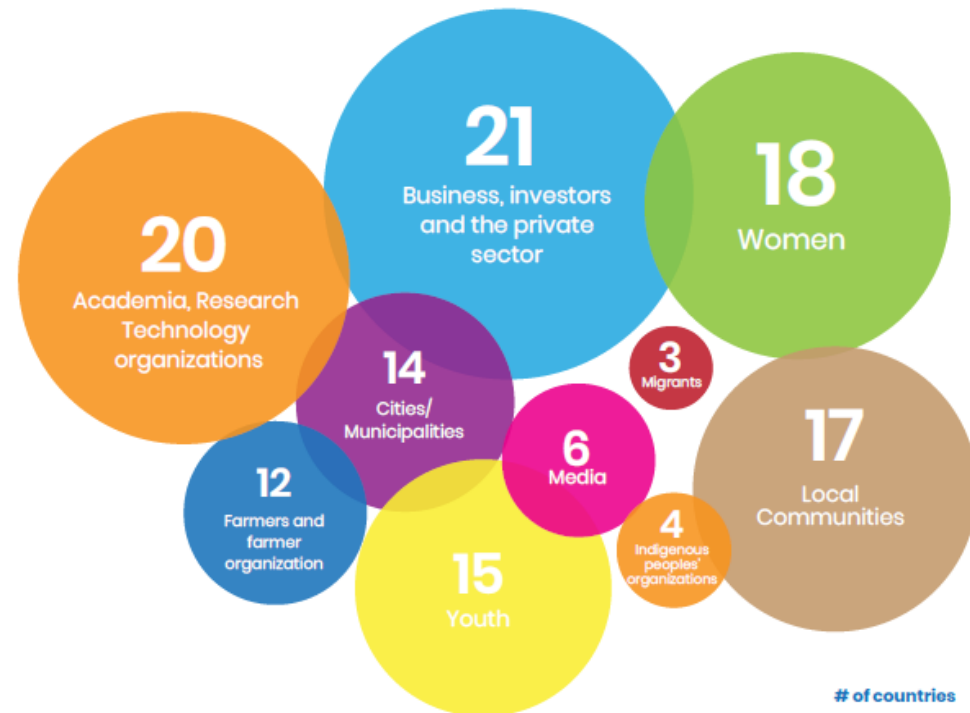 21
Business, investors
and the private
sector
18
Women
20
Academia, Research
Technology
organizations
14
Cities/
Municipalities
3
Migrants
6
Media
17
Local
Communities
12
Farmers and
farmer
organization
4
Indigenous
peoples'
organizations
15
Youth
# of countries